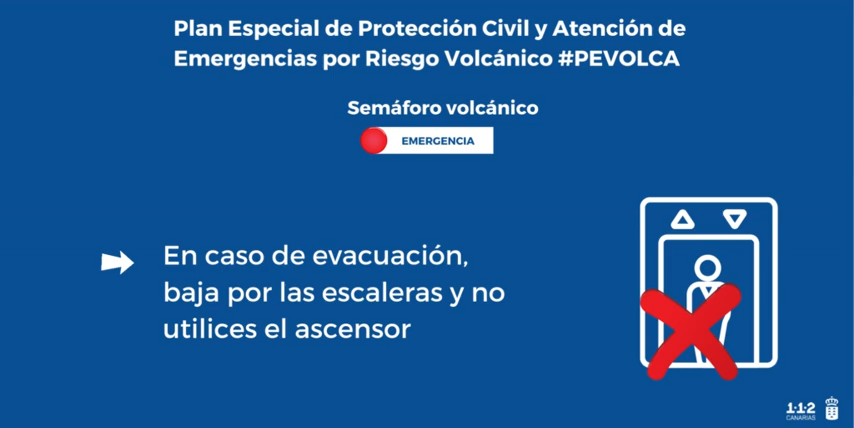 Plan Especial de Protección Civil y Atención de
Emergencias por Riesgo Volcánico #PEVOLCA
Semáforo volcánico
EMERGENCIA
En caso de evacuación,
baja por las escaleras y no
utilices el ascensor
1·1·2
CANARIAS